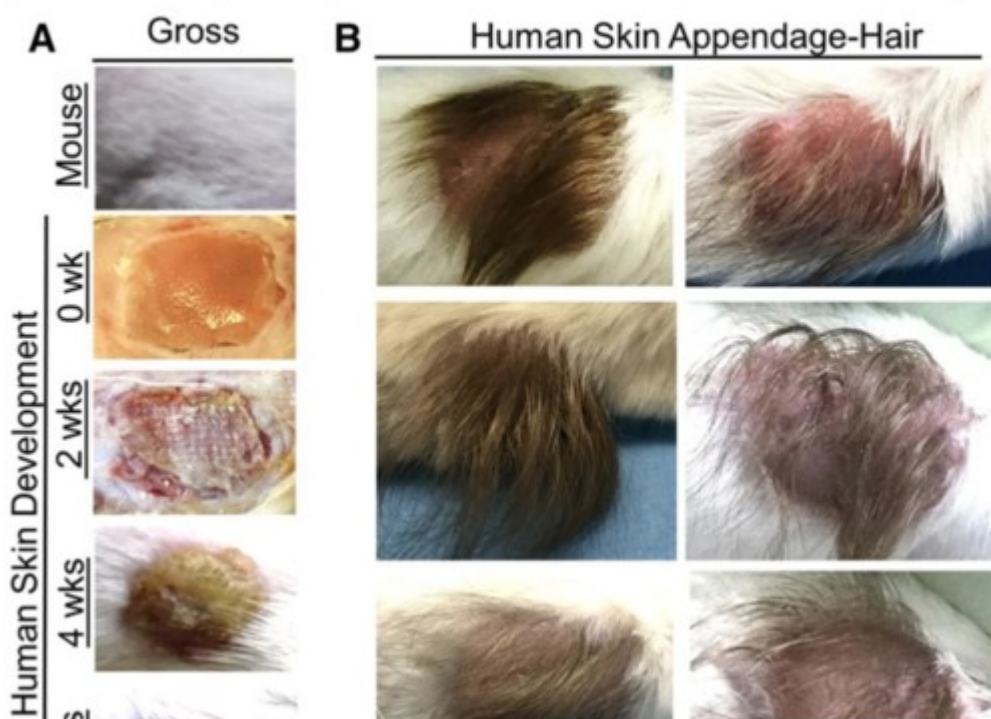 A
Gross
B
Human Skin Appendage-Hair
Mouse
Human Skin Development
0 wk
2 wks
4 wks